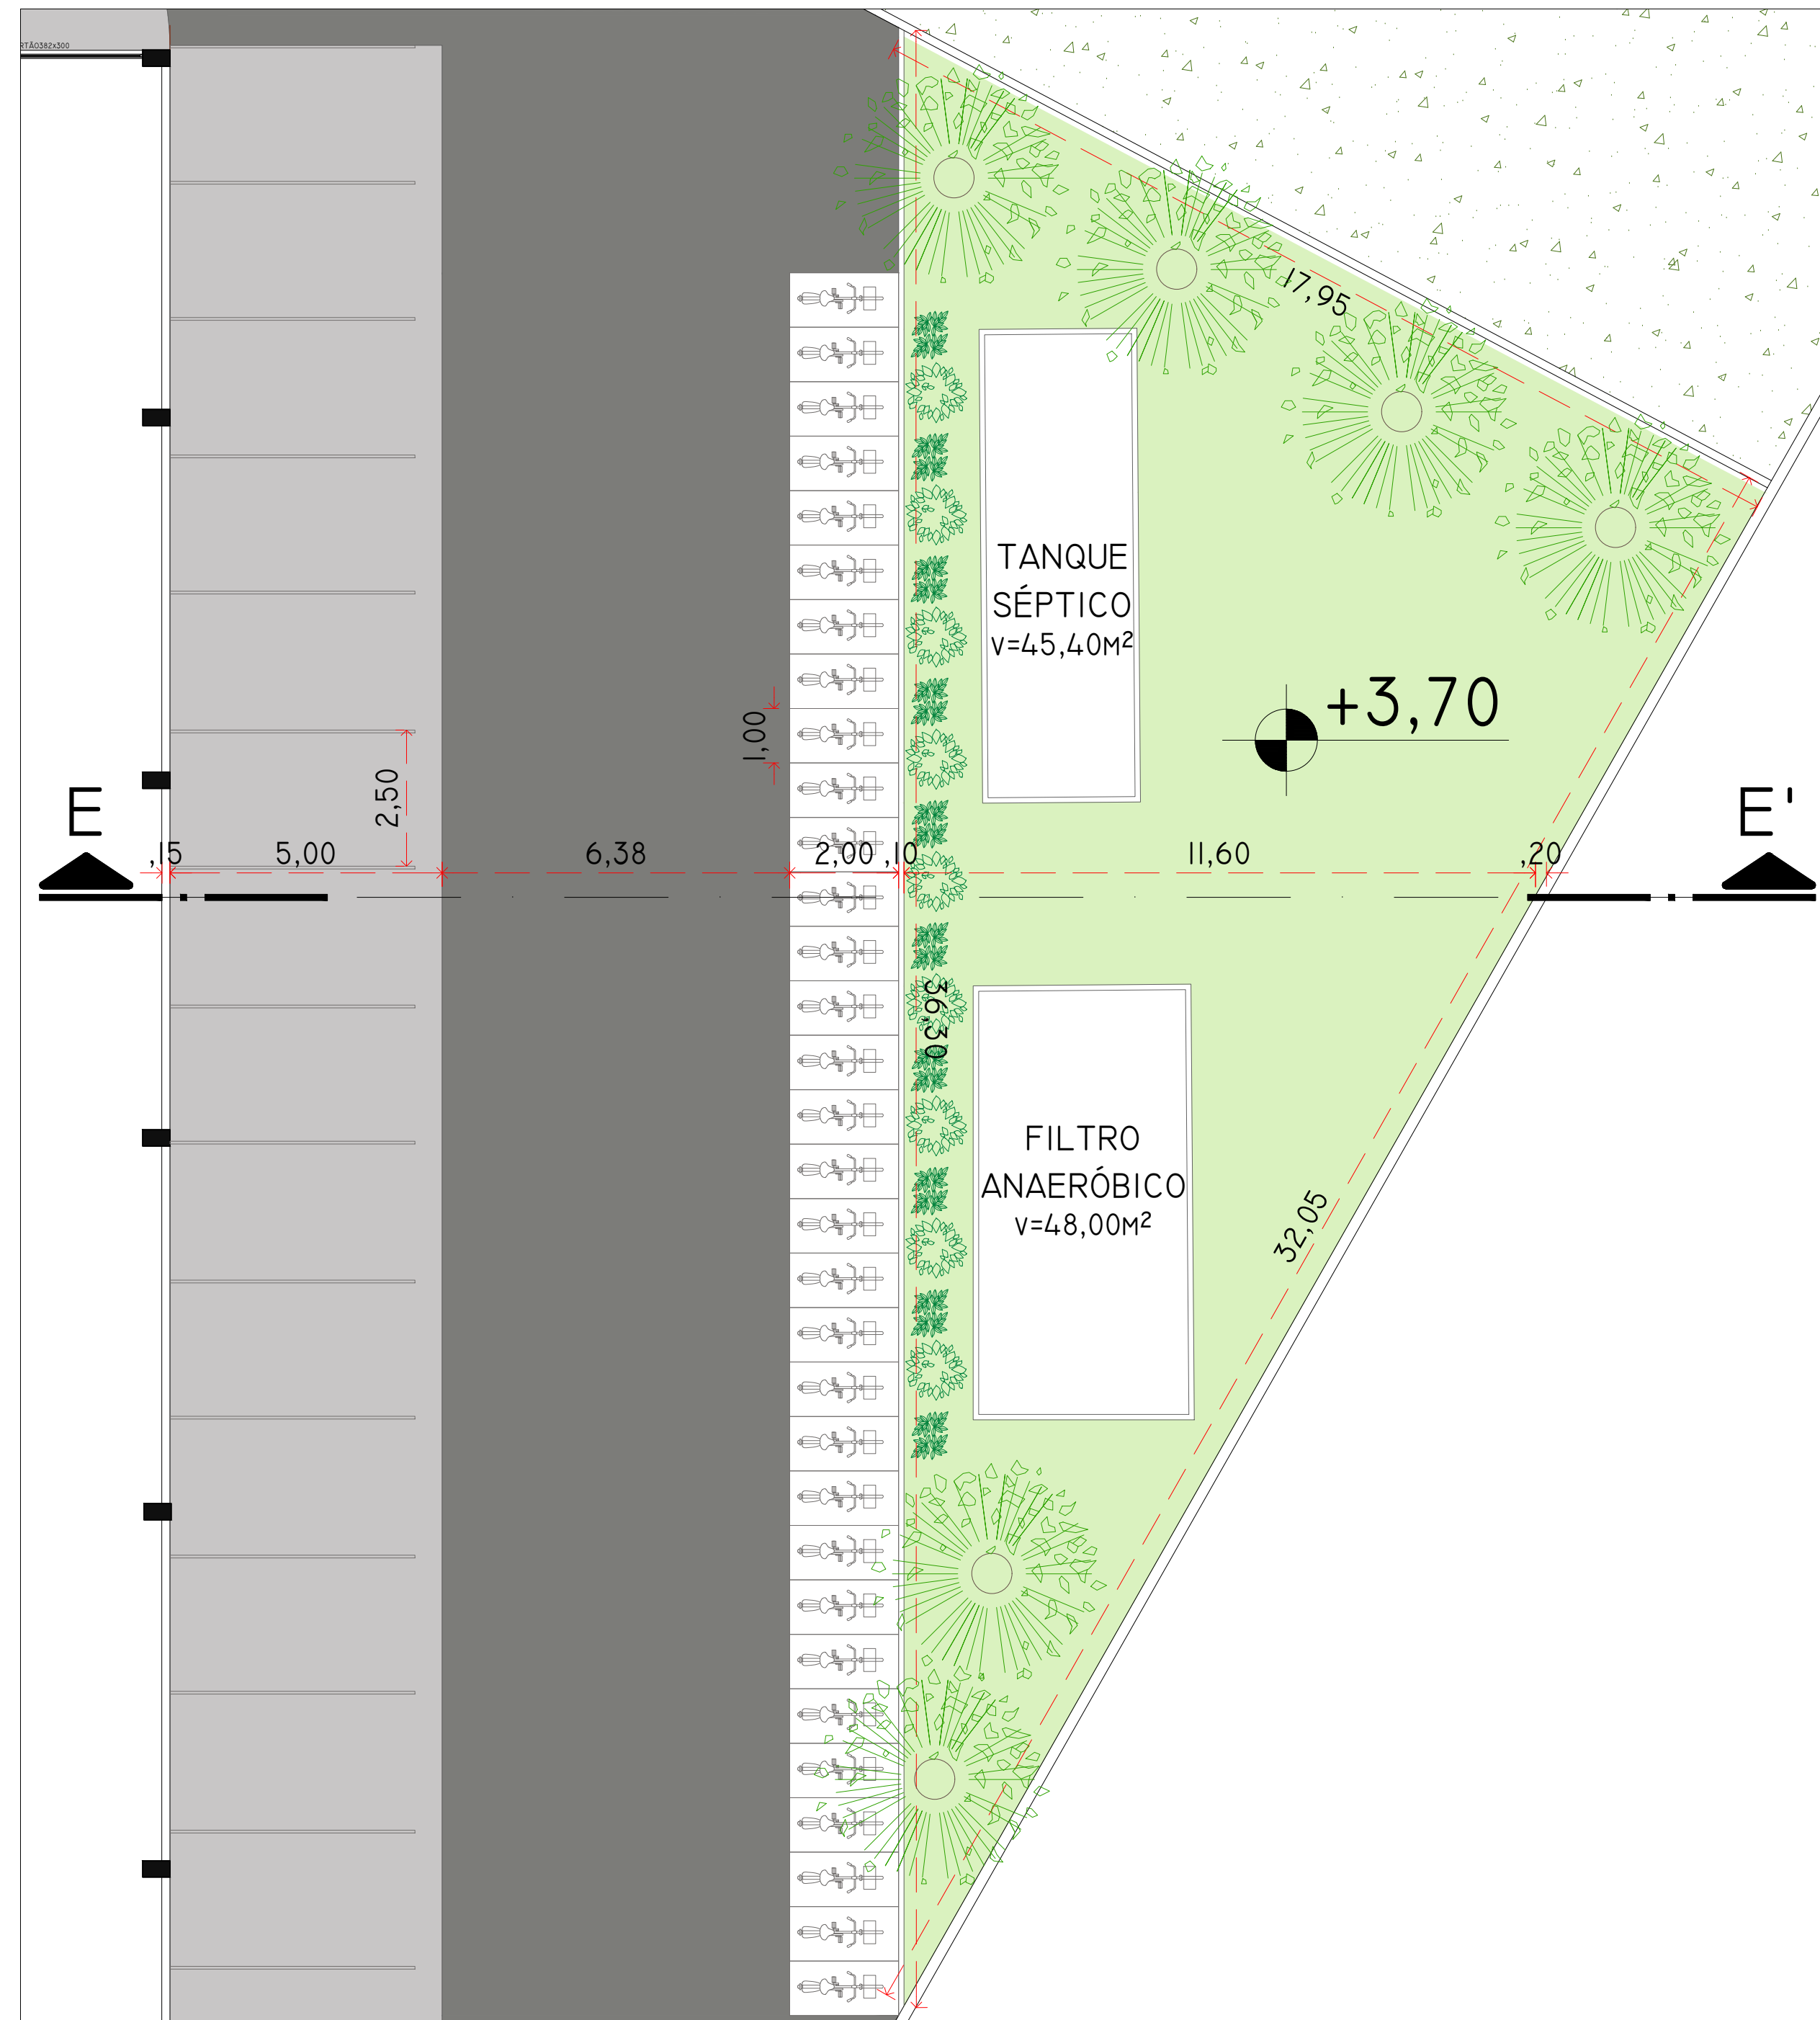 RTÃO382x300
17,95
TANQUE
SÉPTICO
V=45,40M²
+3,70
1,00
2,50
E
E'
,15
5,00
6,38
2,00
,10
11,60
,20
36,30
FILTRO
ANAERÓBICO
V=48,00M²
32,05